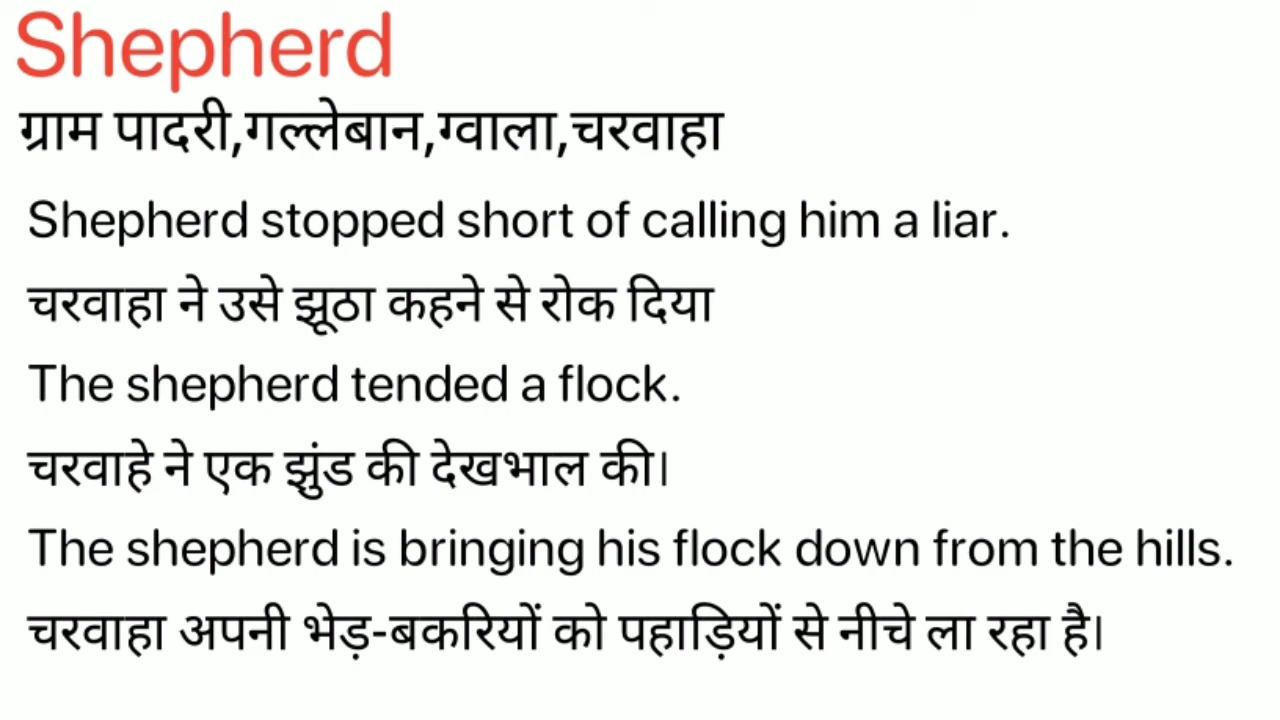 Shepherd
ग्राम पादरी,गल्लेबान,ग्वाला,चरवाहा
Shepherd stopped short of calling him a liar.
चरवाहा ने उसे झूठा कहने से रोक दिया
The shepherd tended a flock.
चरवाहे ने एक झुंड की देखभाल की।
The shepherd is bringing his flock down from the hills.
चरवाहा अपनी भेड़-बकरियों को पहाड़ियों से नीचे ला रहा है।